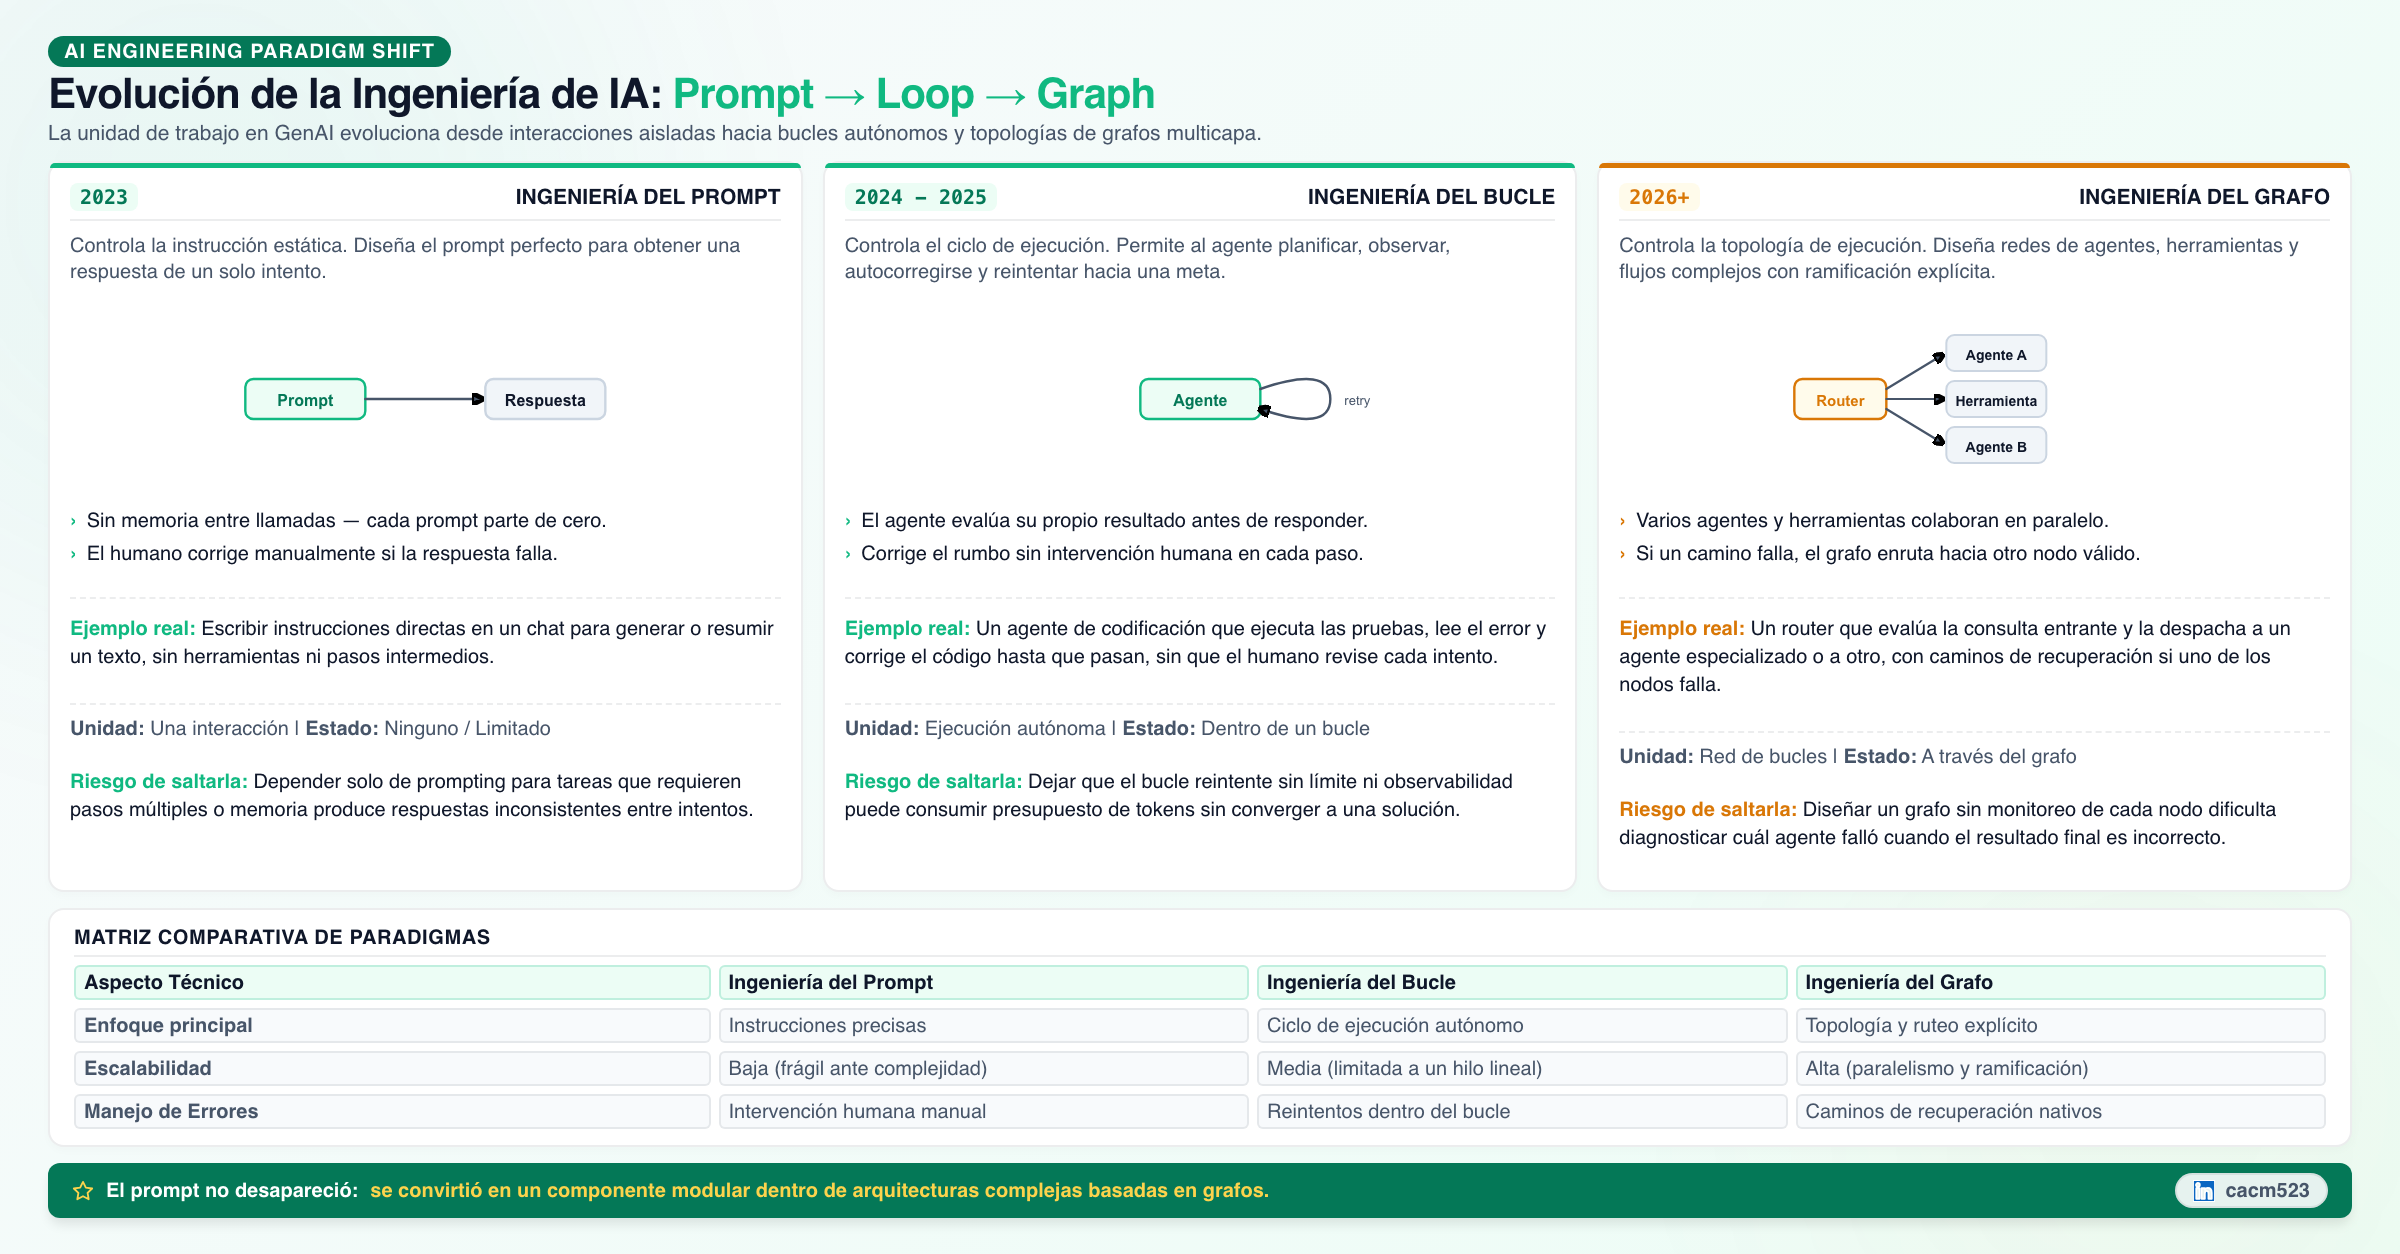 AI ENGINEERING PARADIGM SHIFT
Evolución de la Ingeniería de IA: Prompt → Loop → Graph
La unidad de trabajo en GenAI evoluciona desde interacciones aisladas hacia bucles autónomos y topologías de grafos multicapa.
2023
INGENIERÍA DEL PROMPT
Controla la instrucción estática. Diseña el prompt perfecto para obtener una
respuesta de un solo intento.
Prompt
Respuesta
› Sin memoria entre llamadas — cada prompt parte de cero.
› El humano corrige manualmente si la respuesta falla.
Ejemplo real: Escribir instrucciones directas en un chat para generar o resumir
un texto, sin herramientas ni pasos intermedios.
Unidad: Una interacción | Estado: Ninguno / Limitado
Riesgo de saltarla: Depender solo de prompting para tareas que requieren
pasos múltiples o memoria produce respuestas inconsistentes entre intentos.
2024 – 2025
INGENIERÍA DEL BUCLE
Controla el ciclo de ejecución. Permite al agente planificar, observar,
autocorregirse y reintentar hacia una meta.
Agente
retry
› El agente evalúa su propio resultado antes de responder.
› Corrige el rumbo sin intervención humana en cada paso.
Ejemplo real: Un agente de codificación que ejecuta las pruebas, lee el error y
corrige el código hasta que pasan, sin que el humano revise cada intento.
Unidad: Ejecución autónoma | Estado: Dentro de un bucle
Riesgo de saltarla: Dejar que el bucle reintente sin límite ni observabilidad
puede consumir presupuesto de tokens sin converger a una solución.
2026+
INGENIERÍA DEL GRAFO
Controla la topología de ejecución. Diseña redes de agentes, herramientas y
flujos complejos con ramificación explícita.
Router
Agente A
Herramienta
Agente B
› Varios agentes y herramientas colaboran en paralelo.
› Si un camino falla, el grafo enruta hacia otro nodo válido.
Ejemplo real: Un router que evalúa la consulta entrante y la despacha a un
agente especializado o a otro, con caminos de recuperación si uno de los
nodos falla.
Unidad: Red de bucles | Estado: A través del grafo
Riesgo de saltarla: Diseñar un grafo sin monitoreo de cada nodo dificulta
diagnosticar cuál agente falló cuando el resultado final es incorrecto.
MATRIZ COMPARATIVA DE PARADIGMAS
Aspecto Técnico Ingeniería del Prompt Ingeniería del Bucle Ingeniería del Grafo
Enfoque principal Instrucciones precisas Ciclo de ejecución autónomo Topología y ruteo explícito
Escalabilidad Baja (frágil ante complejidad) Media (limitada a un hilo lineal) Alta (paralelismo y ramificación)
Manejo de Errores Intervención humana manual Reintentos dentro del bucle Caminos de recuperación nativos
El prompt no desapareció: se convirtió en un componente modular dentro de arquitecturas complejas basadas en grafos.
in cacm523